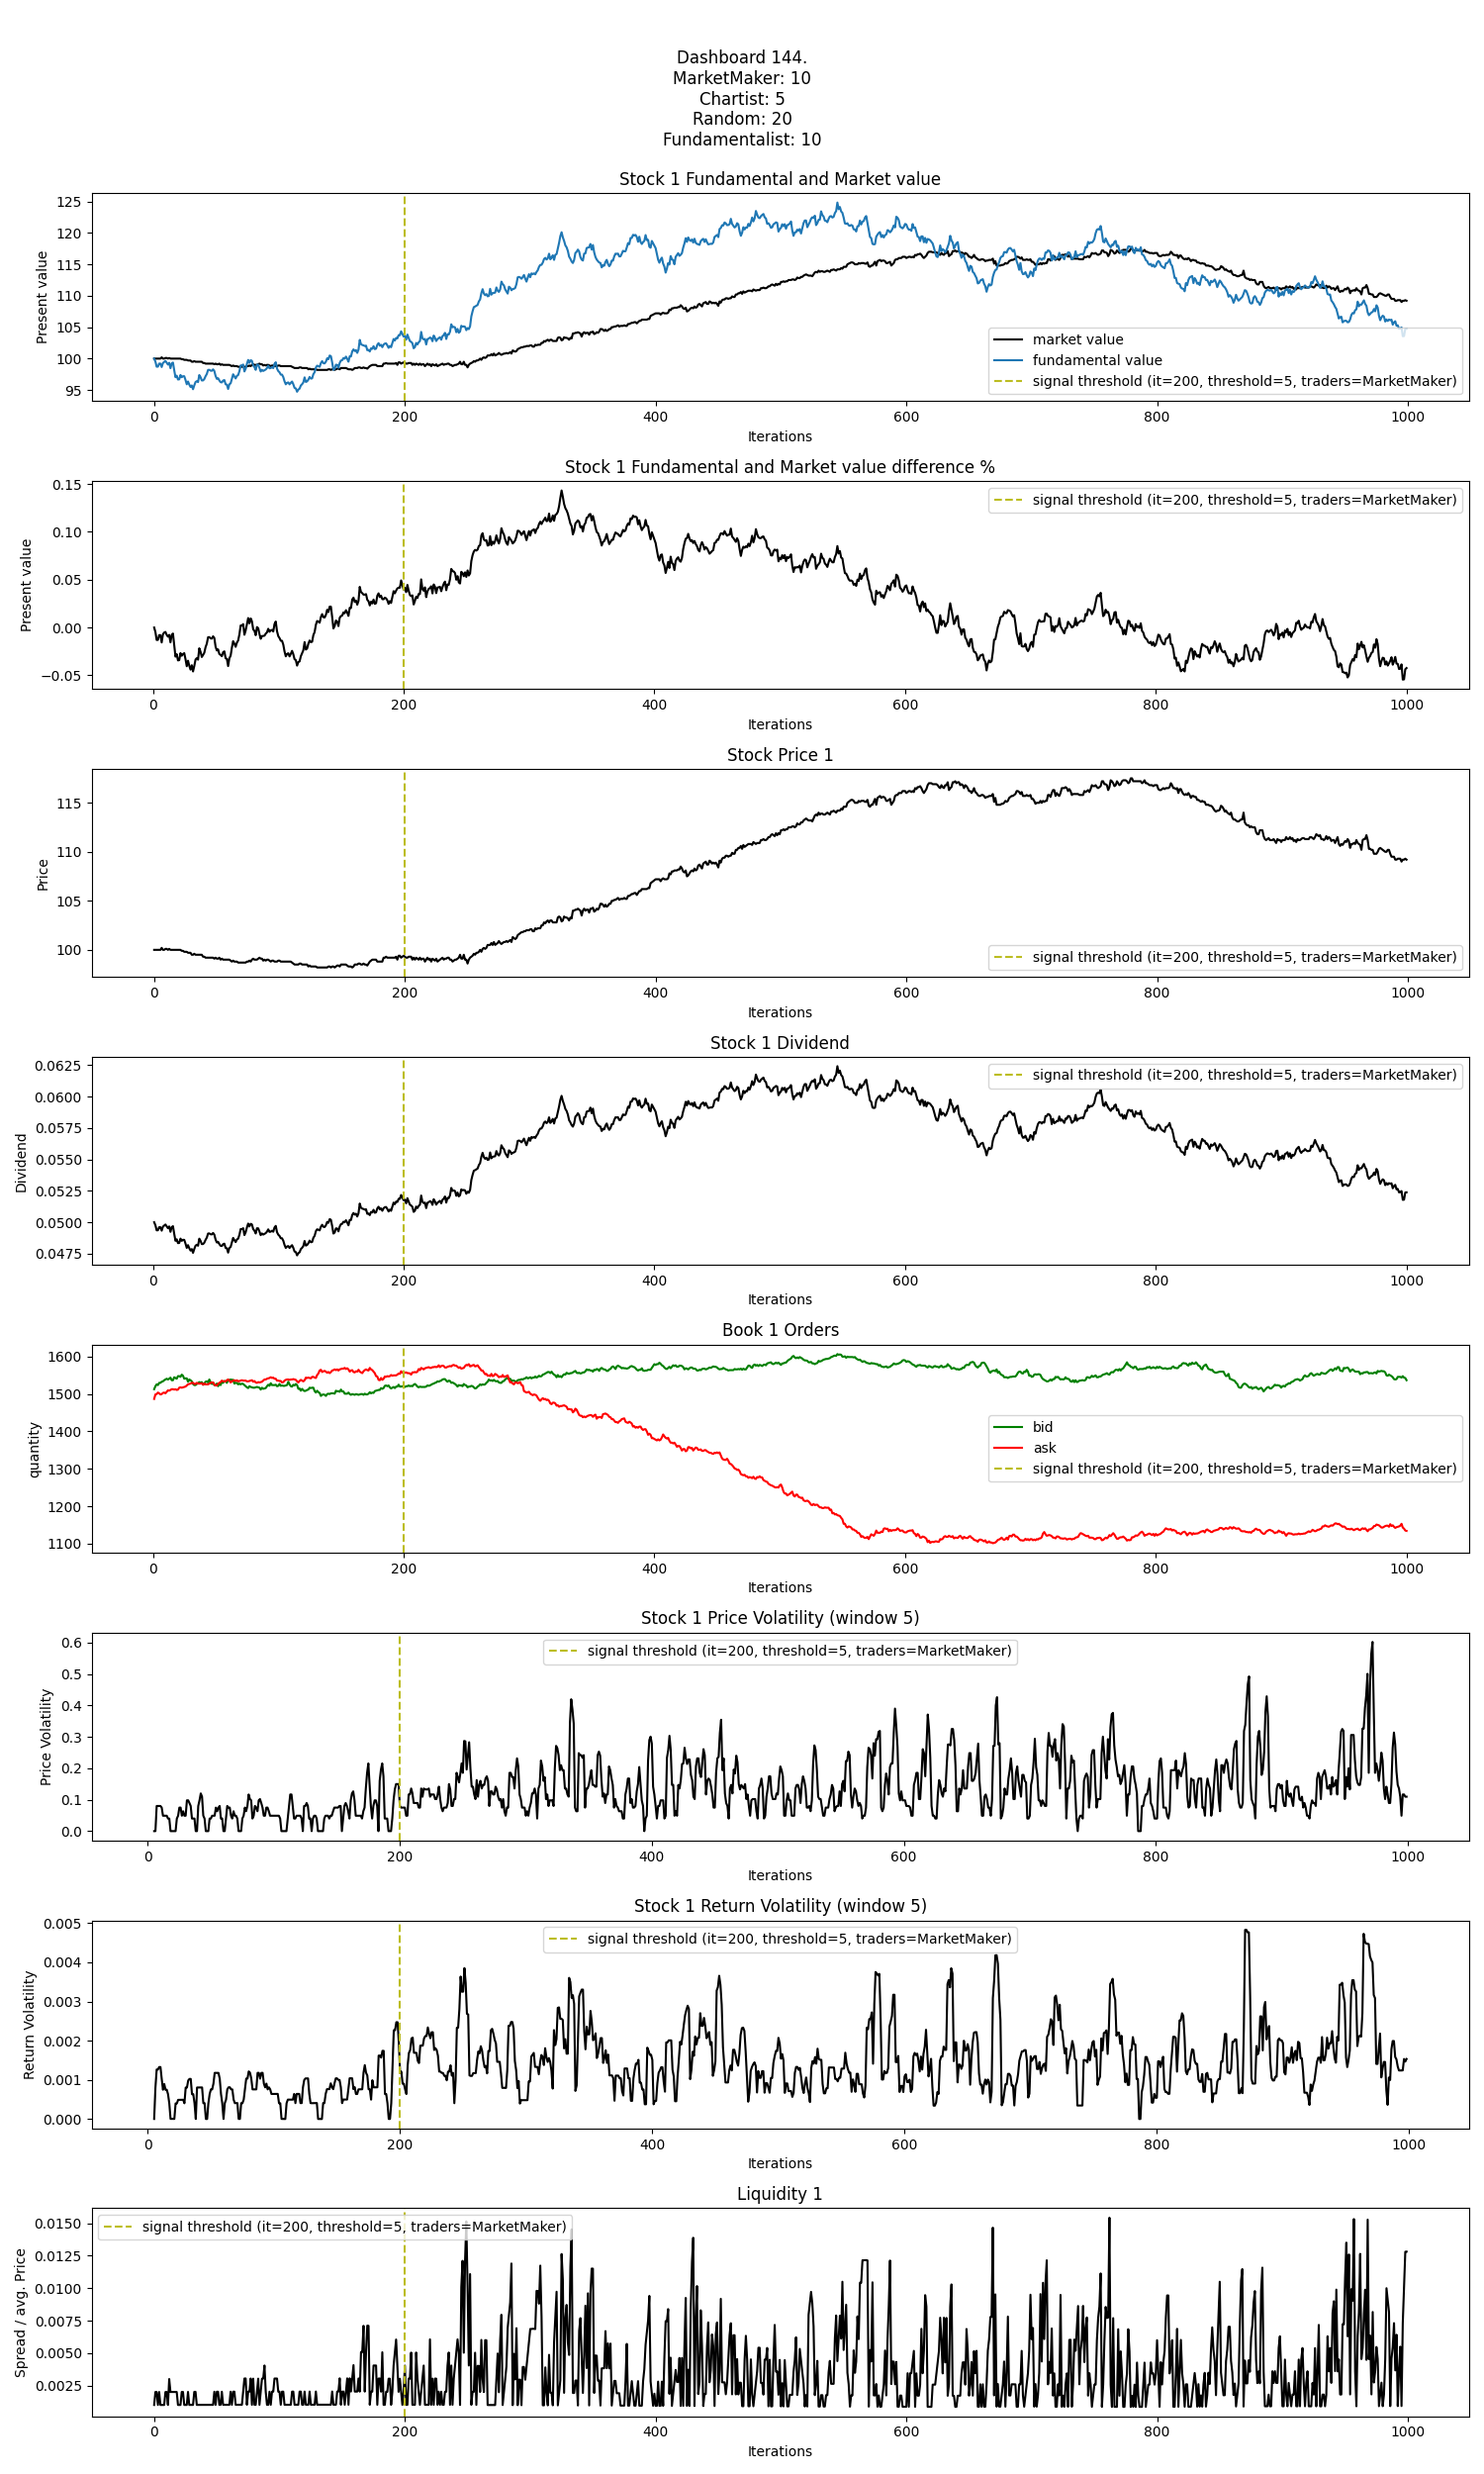 Dashboard 144.
MarketMaker: 10
Chartist: 5
Random: 20
Fundamentalist: 10
Stock 1 Fundamental and Market value
Present value
125
120
115
110
105
100
95
market value
fundamental value
signal threshold (it=200, threshold=5, traders=MarketMaker)
0 200 400 600 800 1000
Iterations
Stock 1 Fundamental and Market value difference %
Present value
0.15
0.10
0.05
0.00
−0.05
signal threshold (it=200, threshold=5, traders=MarketMaker)
0 200 400 600 800 1000
Iterations
Stock Price 1
Price
115
110
105
100
signal threshold (it=200, threshold=5, traders=MarketMaker)
0 200 400 600 800 1000
Iterations
Stock 1 Dividend
Dividend
0.0625
0.0600
0.0575
0.0550
0.0525
0.0500
0.0475
signal threshold (it=200, threshold=5, traders=MarketMaker)
0 200 400 600 800 1000
Iterations
Book 1 Orders
quantity
1600
1500
1400
1300
1200
1100
bid
ask
signal threshold (it=200, threshold=5, traders=MarketMaker)
0 200 400 600 800 1000
Iterations
Stock 1 Price Volatility (window 5)
Price Volatility
0.6
0.5
0.4
0.3
0.2
0.1
0.0
signal threshold (it=200, threshold=5, traders=MarketMaker)
0 200 400 600 800 1000
Iterations
Stock 1 Return Volatility (window 5)
Return Volatility
0.005
0.004
0.003
0.002
0.001
0.000
signal threshold (it=200, threshold=5, traders=MarketMaker)
0 200 400 600 800 1000
Iterations
Liquidity 1
Spread / avg. Price
0.0150
0.0125
0.0100
0.0075
0.0050
0.0025
signal threshold (it=200, threshold=5, traders=MarketMaker)
0 200 400 600 800 1000
Iterations